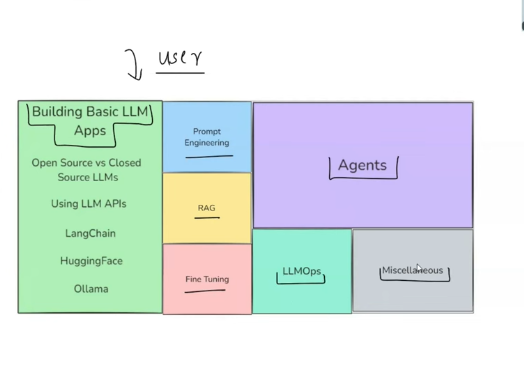 user
Building Basic LLM
Apps
Open Source vs Closed
Source LLMs
Using LLM APIs
LangChain
HuggingFace
Ollama
Prompt
Engineering
RAG
Fine Tuning
Agents
LLMOps
Miscellaneous